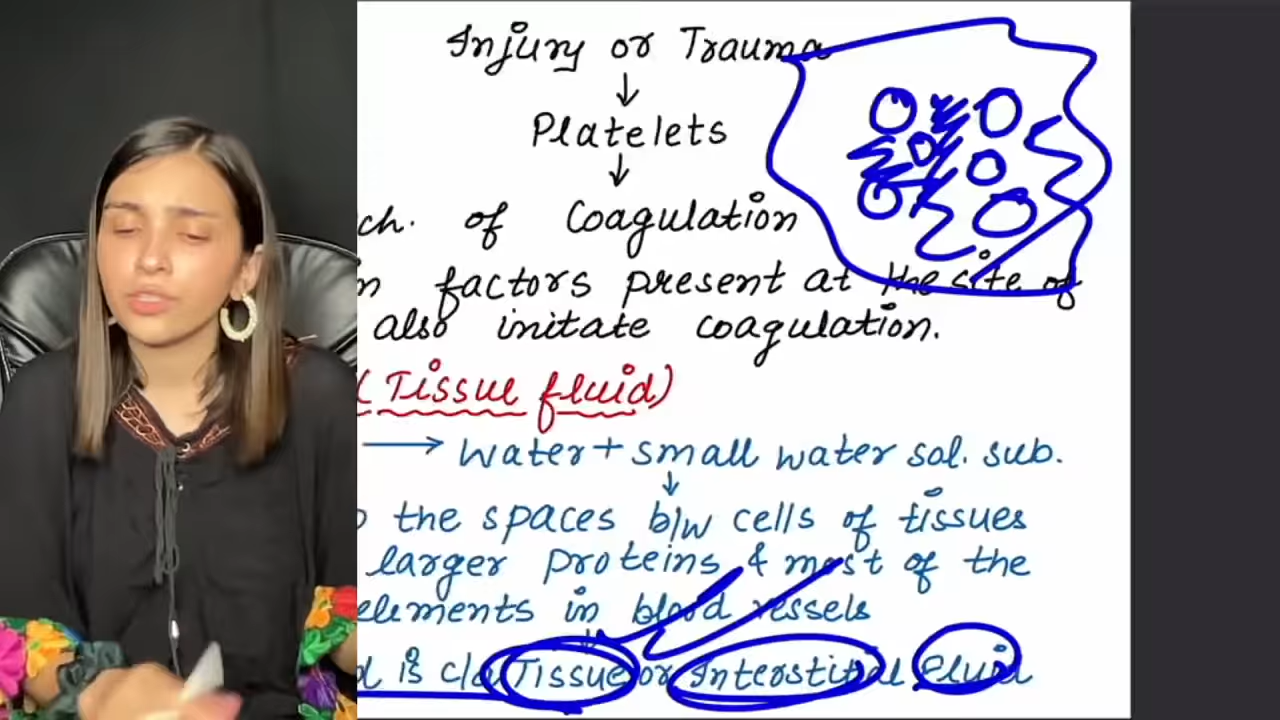 Injury or Trauma
↓
Platelets
↓
ch. of Coagulation
n factors present at the site of
also initate coagulation.
(Tissue fluid)
→ Water + small water sol. sub.
↓
the spaces b/w cells of tissues
larger proteins & most of the
elements in blood vessels
d is c/a Tissue or Interstitial Fluid